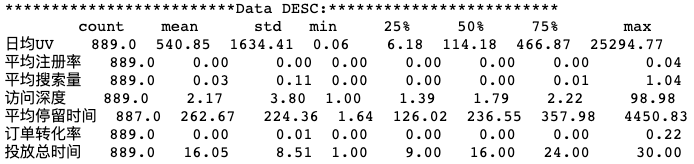 *************************Data DESC:*************************
count mean std min 25% 50% 75% max
日均UV 889.0 540.85 1634.41 0.06 6.18 114.18 466.87 25294.77
平均注册率 889.0 0.00 0.00 0.00 0.00 0.00 0.00 0.04
平均搜索量 889.0 0.03 0.11 0.00 0.00 0.00 0.01 1.04
访问深度 889.0 2.17 3.80 1.00 1.39 1.79 2.22 98.98
平均停留时间 887.0 262.67 224.36 1.64 126.02 236.55 357.98 4450.83
订单转化率 889.0 0.00 0.01 0.00 0.00 0.00 0.00 0.22
投放总时间 889.0 16.05 8.51 1.00 9.00 16.00 24.00 30.00